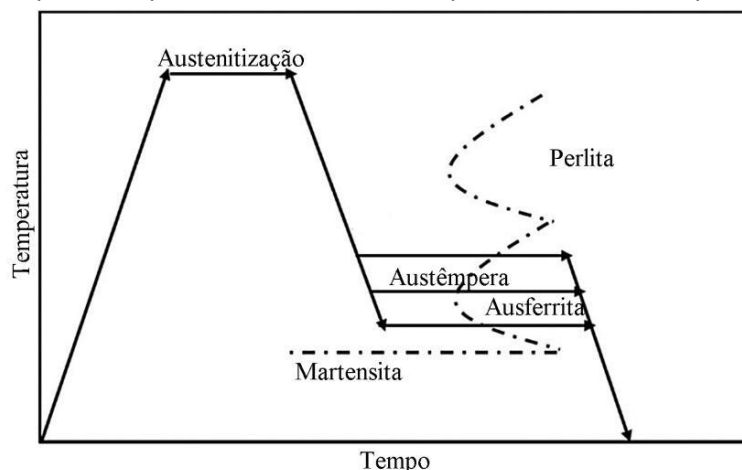 Austenitização
Perlita
Temperatura
Austêmpera
Ausferrita
Martensita
Tempo